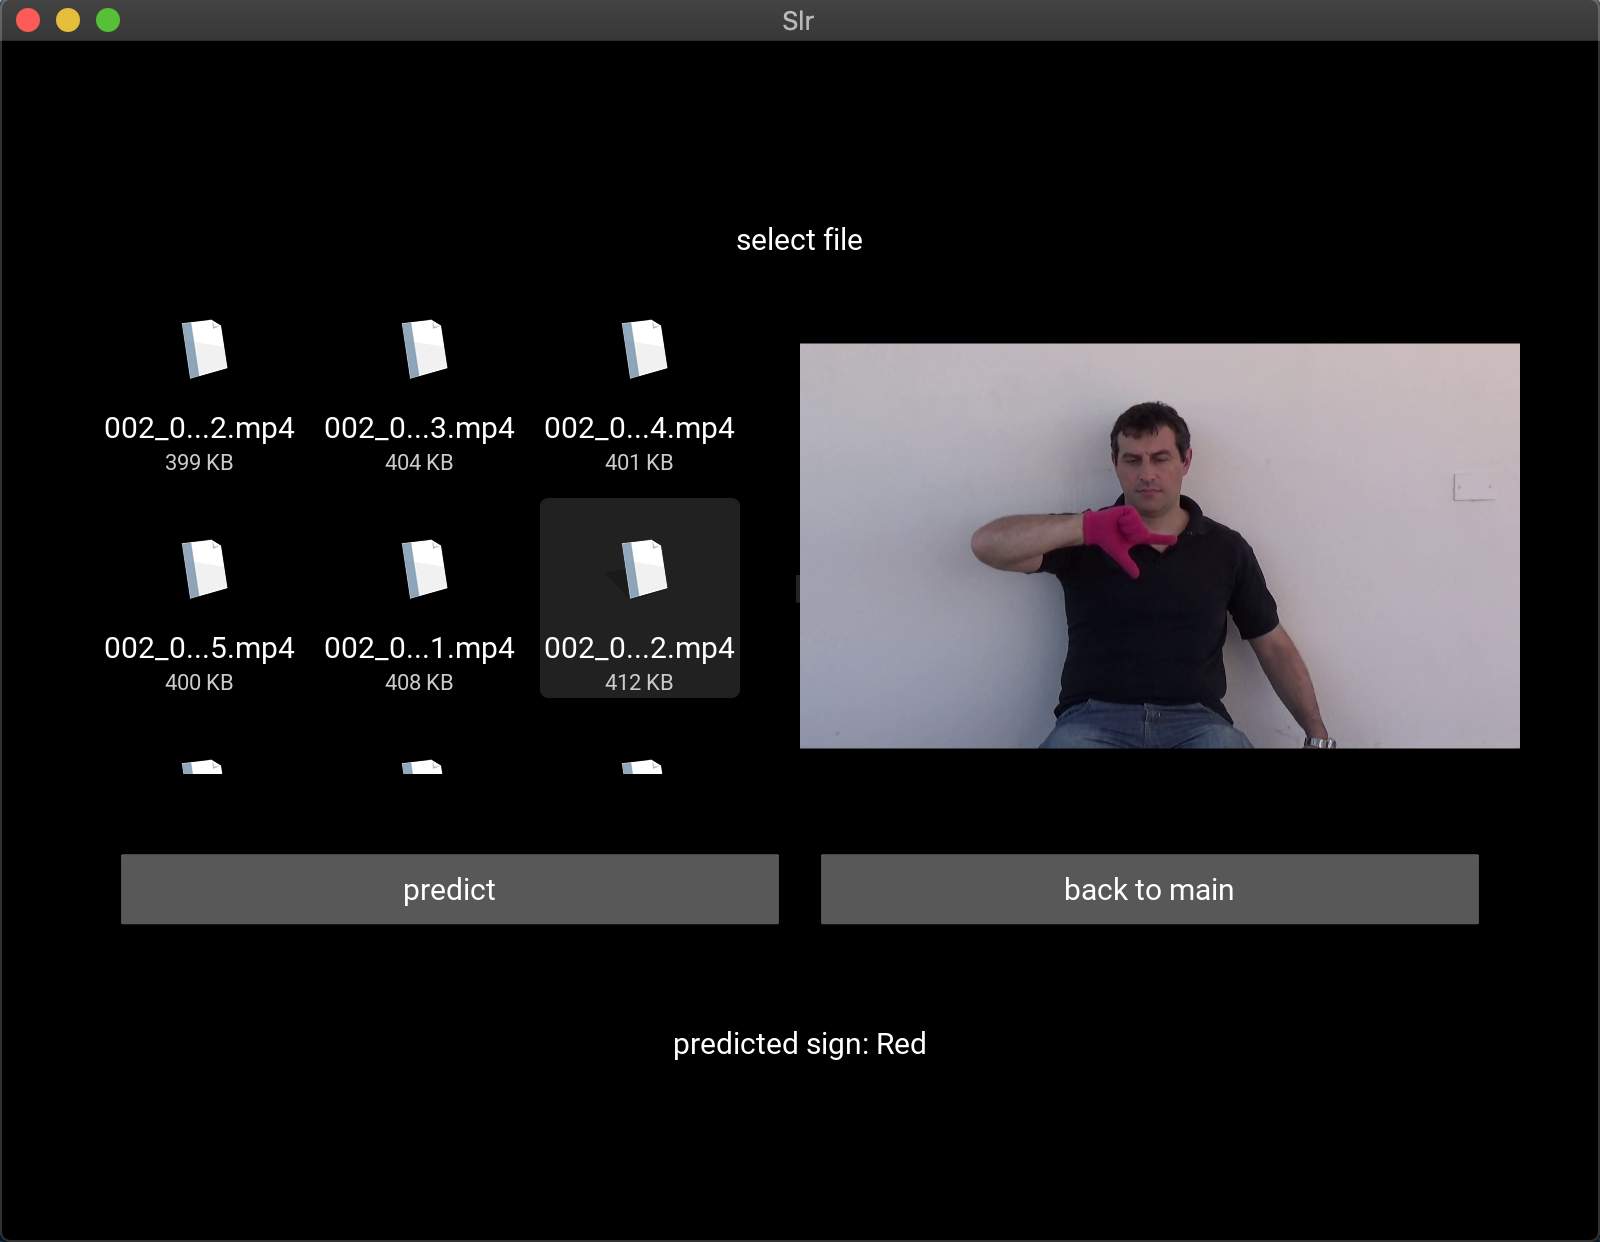 Slr
select file
002_0...2.mp4 002_0...3.mp4 002_0...4.mp4
399 KB 404 KB 401 KB
002_0...5.mp4 002_0...1.mp4 002_0...2.mp4
400 KB 408 KB 412 KB
predict back to main
predicted sign: Red